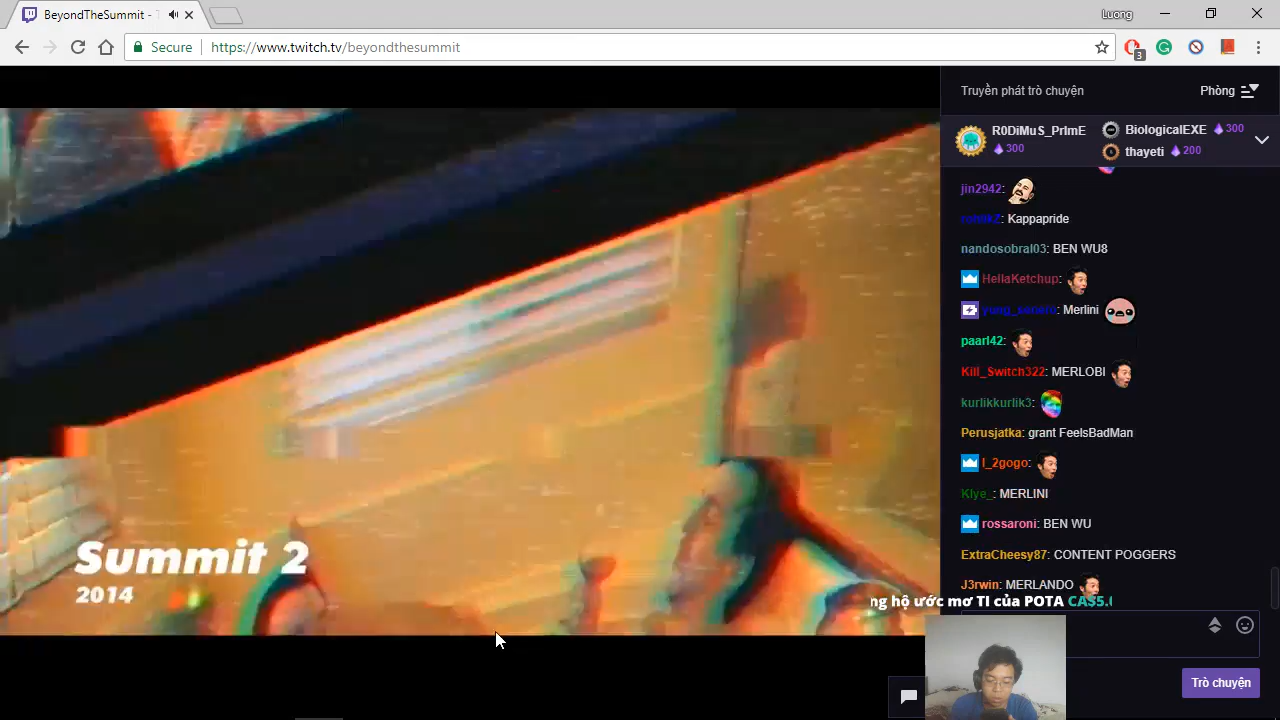 BeyondTheSummit - T
Luong
Secure
https://www.twitch.tv/beyondthesummit
3
Truyền phát trò chuyện
Phòng
R0DiMuS_PrImE
300
BiologicalEXE 300
thayeti 200
jin2942:
Kappapride
nandosobral03: BEN WU8
HellaKetchup:
Merlini
paarl42:
Kill_Switch322: MERLOBI
kurlikkurlik3:
Perusjatka: grant FeelsBadMan
l_2gogo:
Klye_: MERLINI
rossaroni: BEN WU
ExtraCheesy87: CONTENT POGGERS
J3rwin: MERLANDO
hộ ước mơ TI của POTA
Trò chuyện
Summit 2
2014